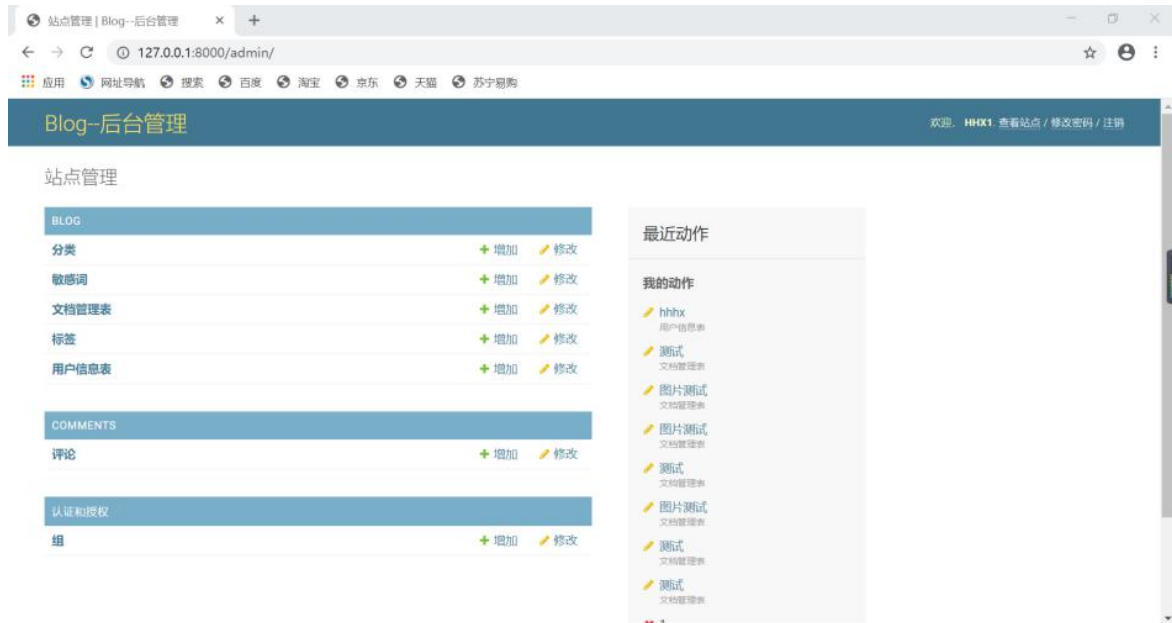 站点管理 | Blog--后台管理
127.0.0.1:8000/admin/
应用 网址导航 搜索 百度 淘宝 京东 天猫 苏宁易购
Blog--后台管理
欢迎，HHX1. 查看站点 / 修改密码 / 注销
站点管理
BLOG
分类 增加 修改
敏感词 增加 修改
文档管理表 增加 修改
标签 增加 修改
用户信息表 增加 修改
COMMENTS
评论 增加 修改
认证和授权
组 增加 修改
最近动作
我的动作
hhhx
用户信息表
测试
文档管理表
图片测试
文档管理表
图片测试
文档管理表
测试
文档管理表
图片测试
文档管理表
测试
文档管理表
测试
文档管理表